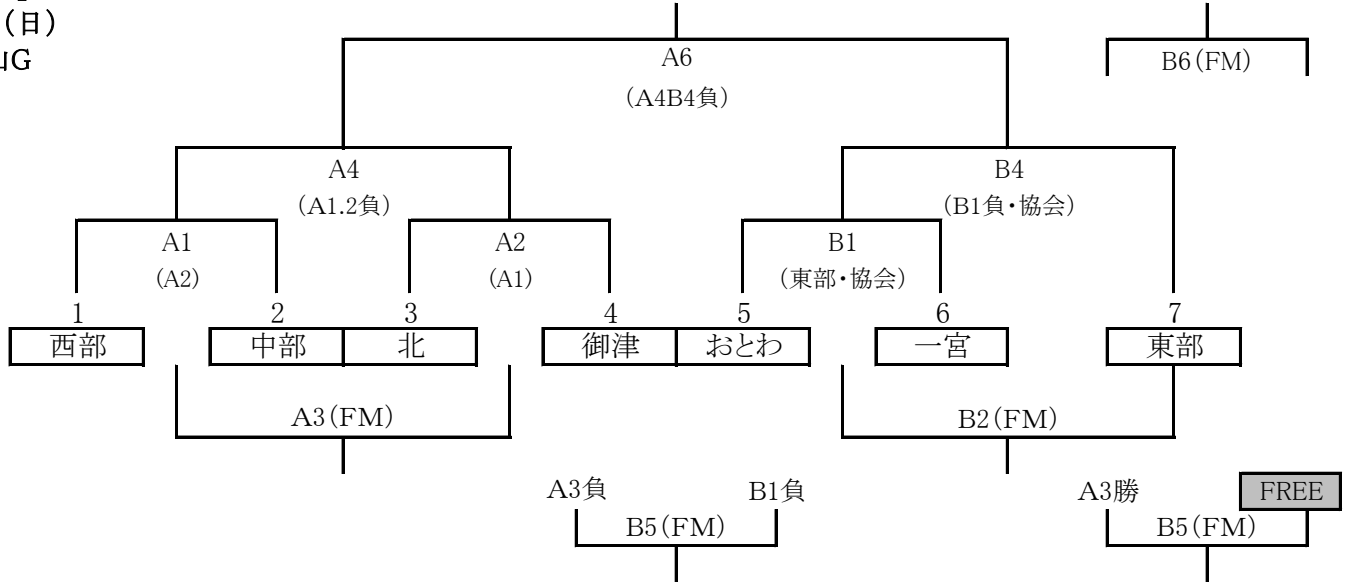 (日)
山G
A6
B6(FM)
(A4B4負)
A4
B4
(A1.2負)
(B1負・協会)
A1
A2
B1
(A2)
(A1)
(東部・協会)
1 2 3 4 5 6 7
西部 中部 北 御津 おとわ 一宮 東部
A3(FM)
B2(FM)
A3負 B1負 A3勝 FREE
B5(FM) B5(FM)